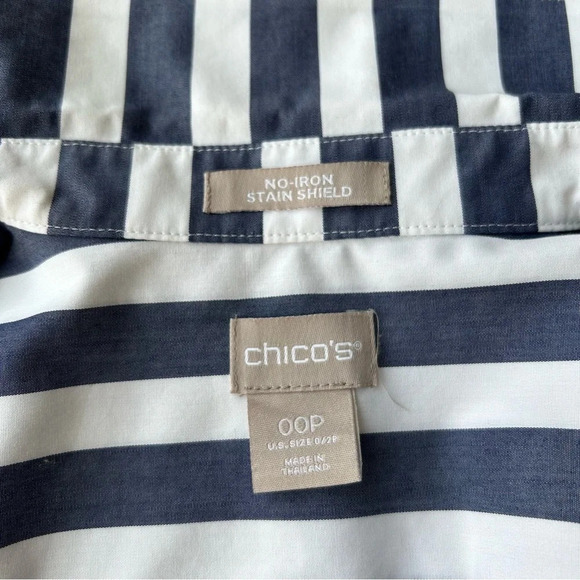 NO-IRON
STAIN SHIELD
chico's®
00P
U.S. SIZE 0/2P
MADE IN
THAILAND